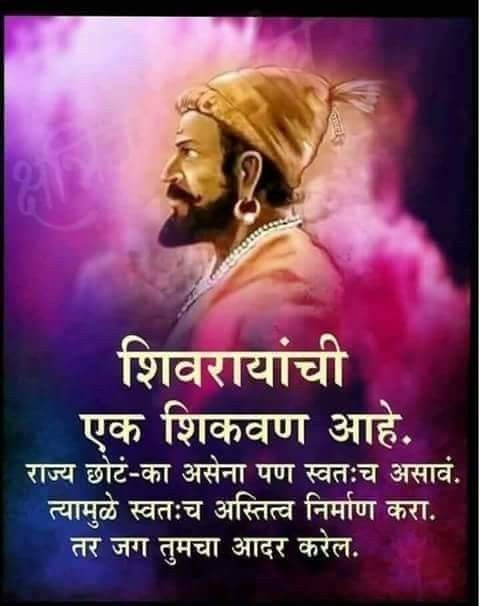 शिवरायांची
एक शिकवण आहे.
राज्य छोटं-का असेना पण स्वतःच असावं.
त्यामुळे स्वतःच अस्तित्व निर्माण करा.
तर जग तुमचा आदर करेल.